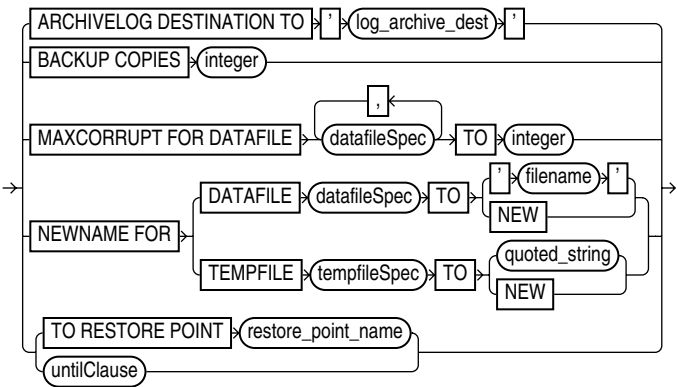 ARCHIVELOG DESTINATION TO ' log_archive_dest '
BACKUP COPIES integer
,
MAXCORRUPT FOR DATAFILE datafileSpec TO integer
' filename '
DATAFILE datafileSpec TO
NEW
NEWNAME FOR
quoted_string
TEMPFILE tempfileSpec TO
NEW
TO RESTORE POINT restore_point_name
untilClause